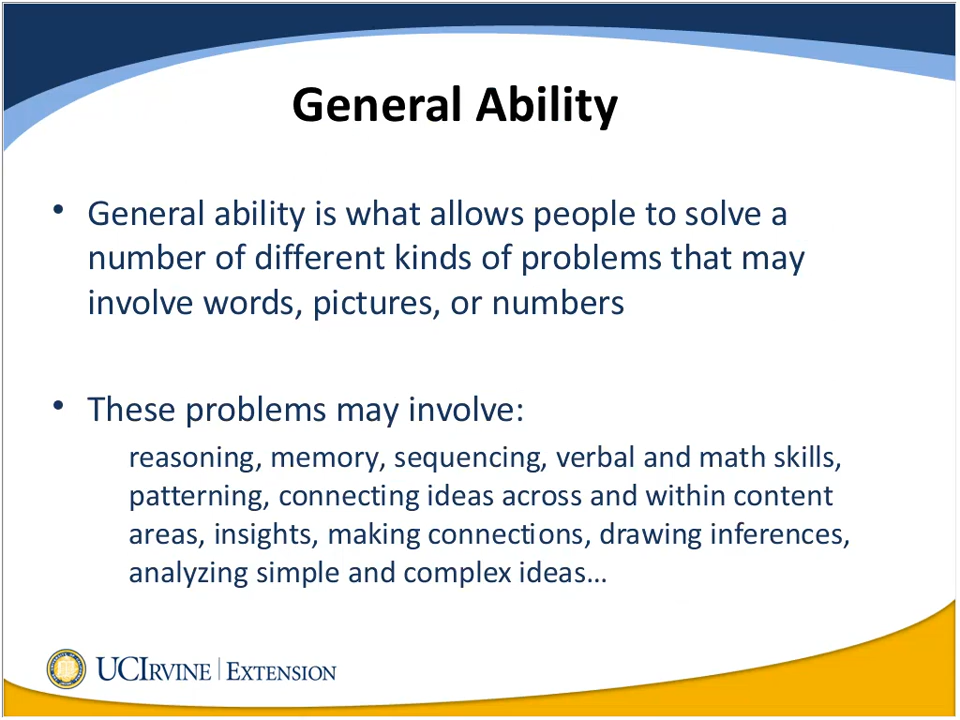 General Ability
• General ability is what allows people to solve a
number of different kinds of problems that may
involve words, pictures, or numbers
• These problems may involve:
reasoning, memory, sequencing, verbal and math skills,
patterning, connecting ideas across and within content
areas, insights, making connections, drawing inferences,
analyzing simple and complex ideas…
UCIRVINE | EXTENSION